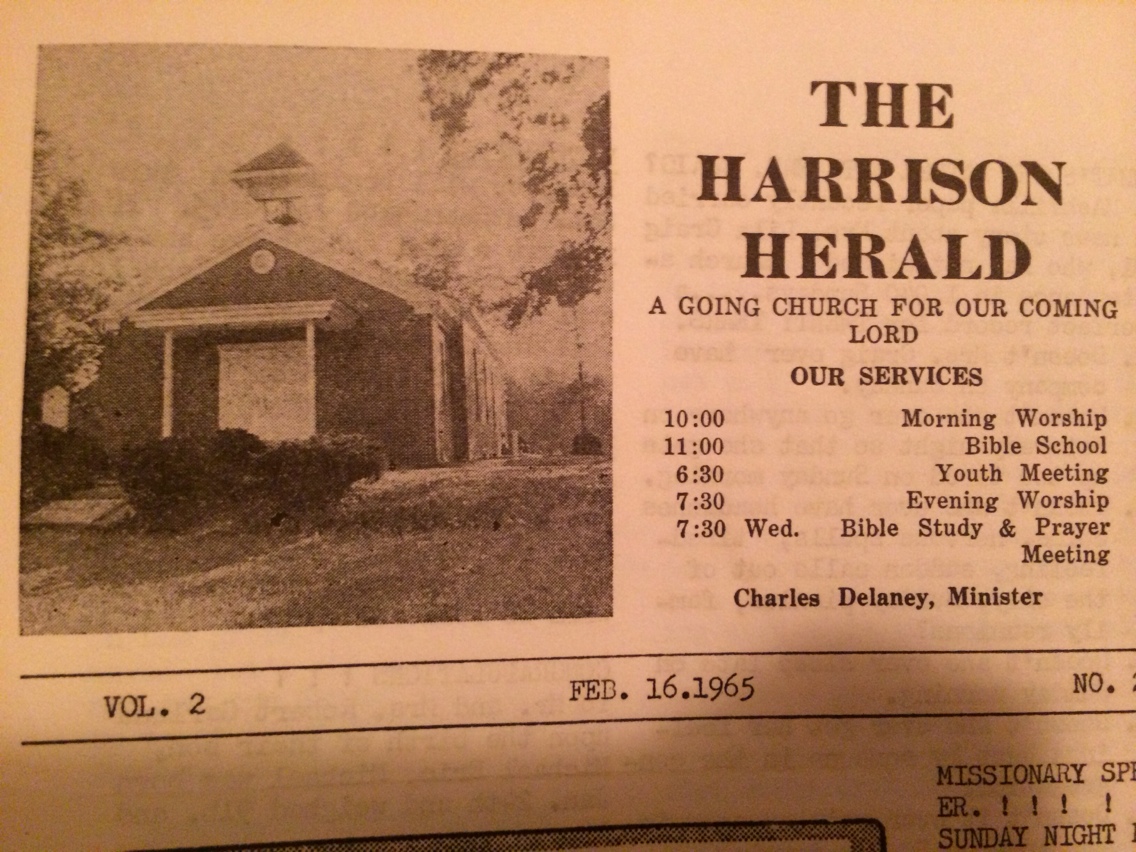 THE
HARRISON
HERALD
A GOING CHURCH FOR OUR COMING
LORD
OUR SERVICES
10:00 Morning Worship
11:00 Bible School
6:30 Youth Meeting
7:30 Evening Worship
7:30 Wed. Bible Study & Prayer
Meeting
Charles Delaney, Minister
VOL. 2 FEB. 16.1965 NO. 2
MISSIONARY SPE
ER. ! ! ! !
SUNDAY NIGHT